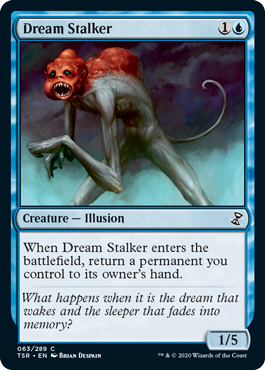 Dream Stalker 1
Creature — Illusion
When Dream Stalker enters the
battlefield, return a permanent you
control to its owner's hand.
What happens when it is the dream that
wakes and the sleeper that fades into
memory?
1/5
063/289 C
TSR • EN Brian Despain
™ & © 2020 Wizards of the Coast